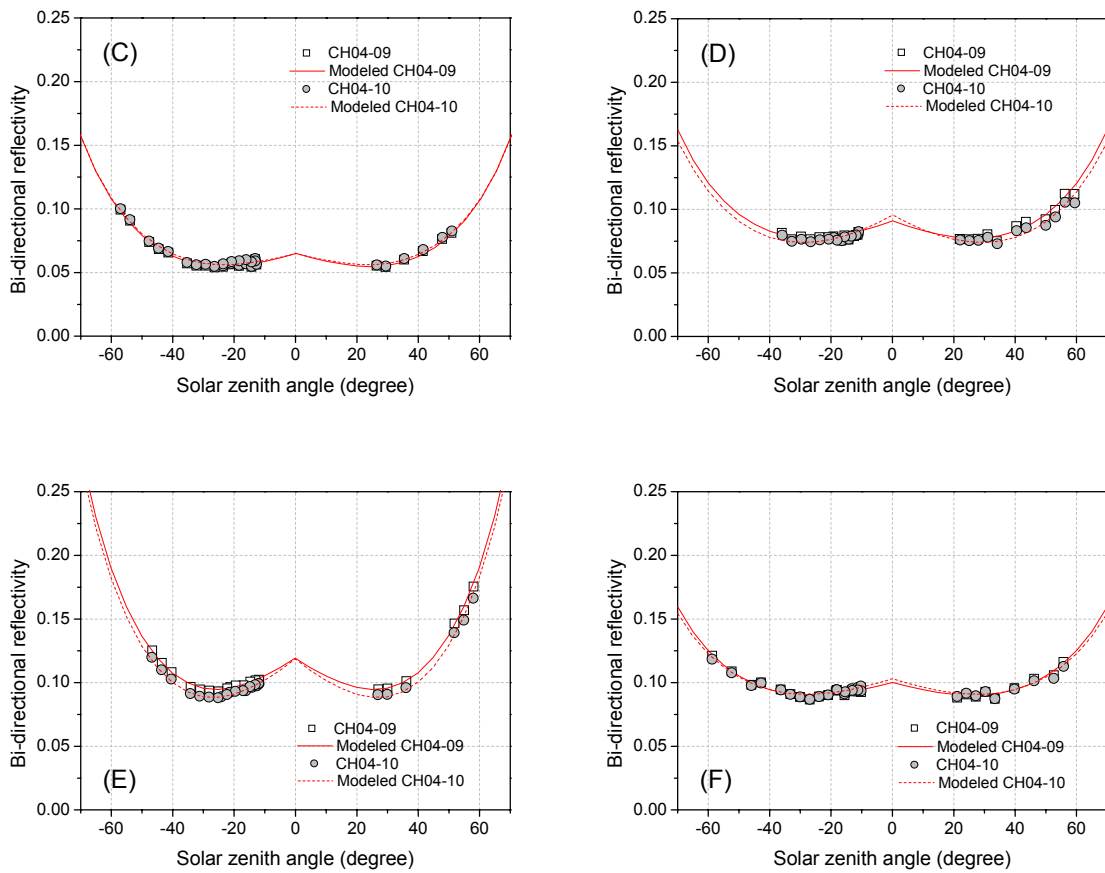 0.25
0.20
0.15
0.10
0.05
0.00
Bi-directional reflectivity
(C)
CH04-09
Modeled CH04-09
CH04-10
Modeled CH04-10
-60 -40 -20 0 20 40 60
Solar zenith angle (degree)
0.25
0.20
0.15
0.10
0.05
0.00
Bi-directional reflectivity
(D)
CH04-09
Modeled CH04-09
CH04-10
Modeled CH04-10
-60 -40 -20 0 20 40 60
Solar zenith angle (degree)
0.25
0.20
0.15
0.10
0.05
0.00
Bi-directional reflectivity
CH04-09
Modeled CH04-09
CH04-10
Modeled CH04-10
(E)
-60 -40 -20 0 20 40 60
Solar zenith angle (degree)
0.25
0.20
0.15
0.10
0.05
0.00
Bi-directional reflectivity
CH04-09
Modeled CH04-09
CH04-10
Modeled CH04-10
(F)
-60 -40 -20 0 20 40 60
Solar zenith angle (degree)